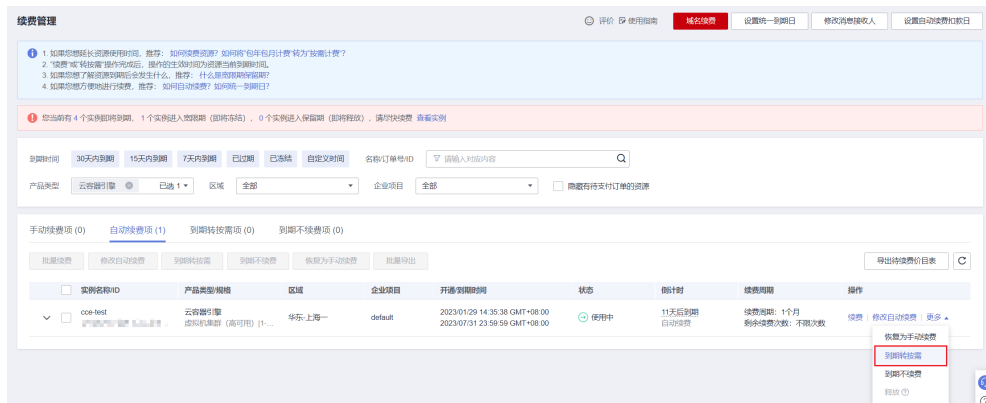 续费管理
评价 使用指南 域名续费 设置统一到期日 修改消息接收人 设置自动续费扣款日
1. 如果您想延长资源使用时间，推荐： 如何续费资源？如何将“包年包月计费”转为“按需计费”？
2. “续费”或“转按需”操作完成后，操作的生效时间为资源当前到期时间。
3. 如果您想了解资源到期后会发生什么，推荐： 什么是宽限期保留期？
4. 如果您想方便地进行续费，推荐： 如何自动续费？如何统一到期日？
您当前有 4 个实例即将到期， 1 个实例进入宽限期（即将冻结）， 0 个实例进入保留期（即将释放），请尽快续费 查看实例
到期时间 30天内到期 15天内到期 7天内到期 已过期 已冻结 自定义时间 名称/订单号/ID 请输入对应内容
产品类型 云容器引擎 已选 1 区域 全部 企业项目 全部 隐藏有待支付订单的资源
手动续费项 (0) 自动续费项 (1) 到期转按需项 (0) 到期不续费项 (0)
批量续费 修改自动续费 到期转按需 到期不续费 恢复为手动续费 批量导出 导出待续费价目表
实例名称/ID 产品类型/规格 区域 企业项目 开通/到期时间 状态 倒计时 续费周期 操作
cce-test 云容器引擎 华东-上海一 default 2023/01/29 14:35:38 GMT+08:00 使用中 11天后到期 续费周期：1个月 续费 修改自动续费 更多
虚拟机集群（高可用）|1-... 2023/07/31 23:59:59 GMT+08:00 自动续费 剩余续费次数：不限次数
恢复为手动续费
到期转按需
到期不续费
释放